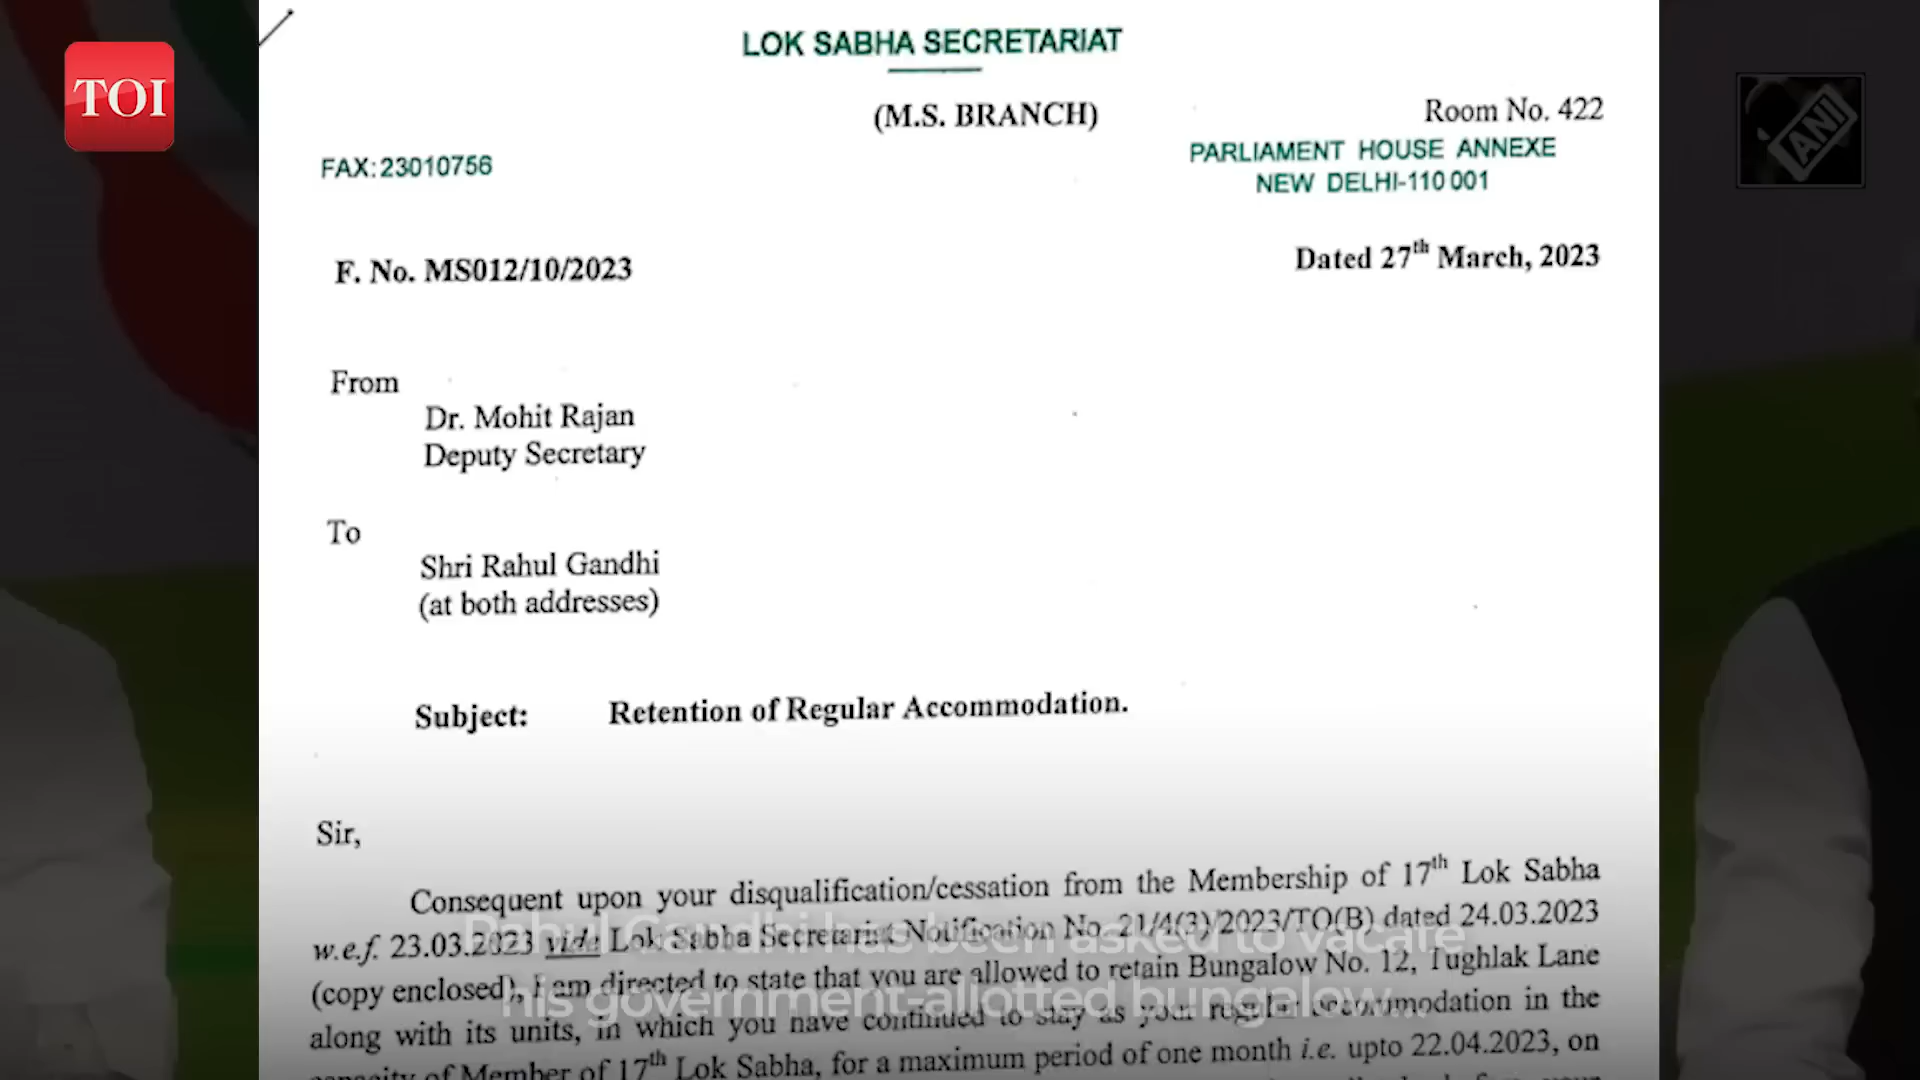 TOI
ANI
LOK SABHA SECRETARIAT
(M.S. BRANCH)
Room No. 422
FAX:23010756
PARLIAMENT HOUSE ANNEXE
NEW DELHI-110 001
F. No. MS012/10/2023
Dated 27th March, 2023
From
Dr. Mohit Rajan
Deputy Secretary
To
Shri Rahul Gandhi
(at both addresses)
Subject: Retention of Regular Accommodation.
Sir,
Consequent upon your disqualification/cessation from the Membership of 17th Lok Sabha
w.e.f. 23.03.2023 vide Lok Sabha Secretariat Notification No. 21/4(3)/2023/TO(B) dated 24.03.2023
(copy enclosed), I am directed to state that you are allowed to retain Bungalow No. 12, Tughlak Lane
along with its units, in which you have continued to stay as your regular accommodation in the
capacity of Member of 17th Lok Sabha, for a maximum period of one month i.e. upto 22.04.2023, on
Rahul Gandhi has been asked to vacate
his government-allotted bungalow.